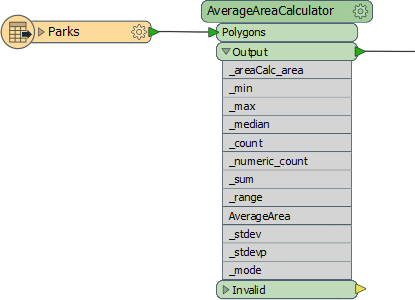 AverageAreaCalculator
Parks
Polygons
Output
_areaCalc_area
_min
_max
_median
_count
_numeric_count
_sum
_range
AverageArea
_stdev
_stdevp
_mode
Invalid